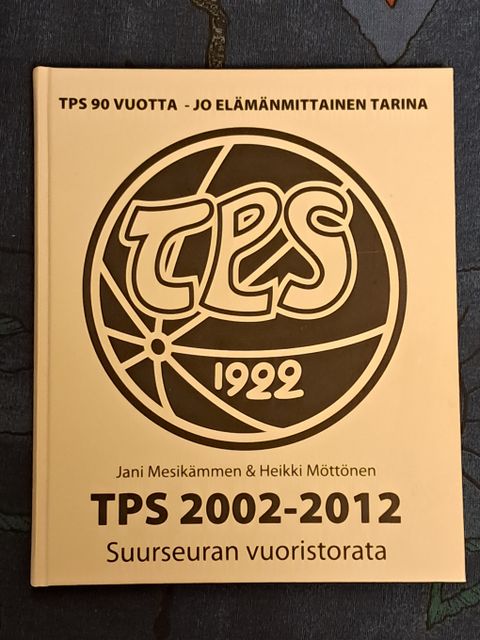 TPS 90 VUOTTA - JO ELÄMÄNMITTAINEN TARINA
TPS
1922
Jani Mesikämmen & Heikki Möttönen
TPS 2002-2012
Suurseuran vuoristorata